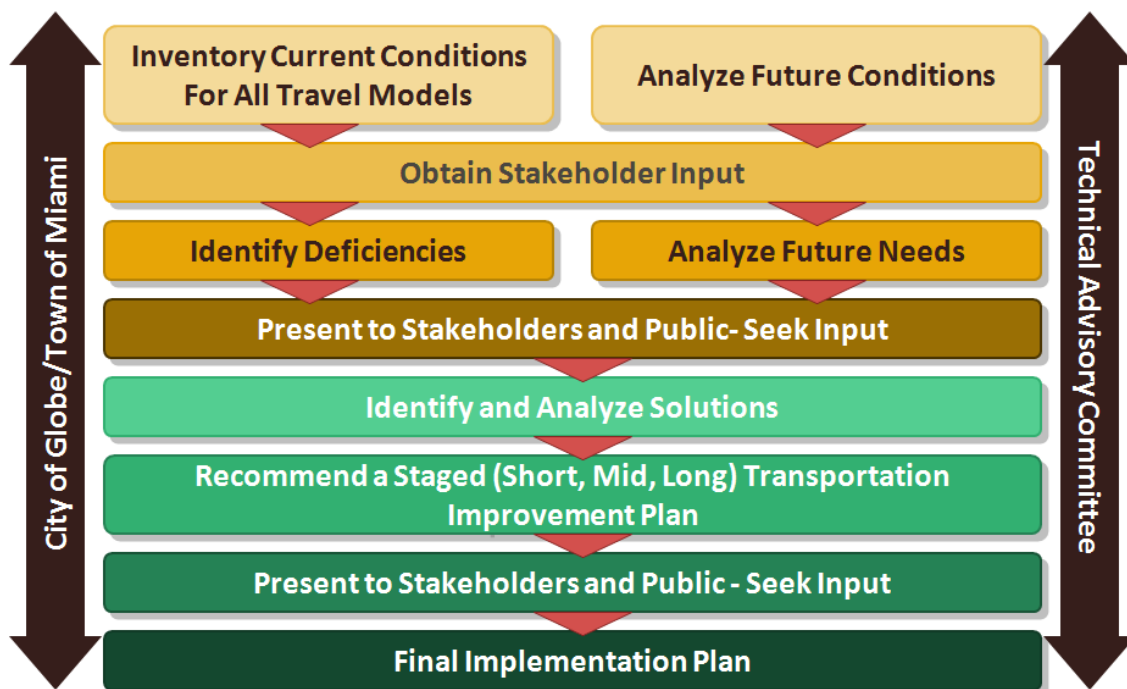 Inventory Current Conditions
For All Travel Models
Analyze Future Conditions
Obtain Stakeholder Input
Identify Deficiencies
Analyze Future Needs
Present to Stakeholders and Public- Seek Input
Identify and Analyze Solutions
Recommend a Staged (Short, Mid, Long) Transportation
Improvement Plan
Present to Stakeholders and Public - Seek Input
Final Implementation Plan
City of Globe/Town of Miami
Technical Advisory Committee